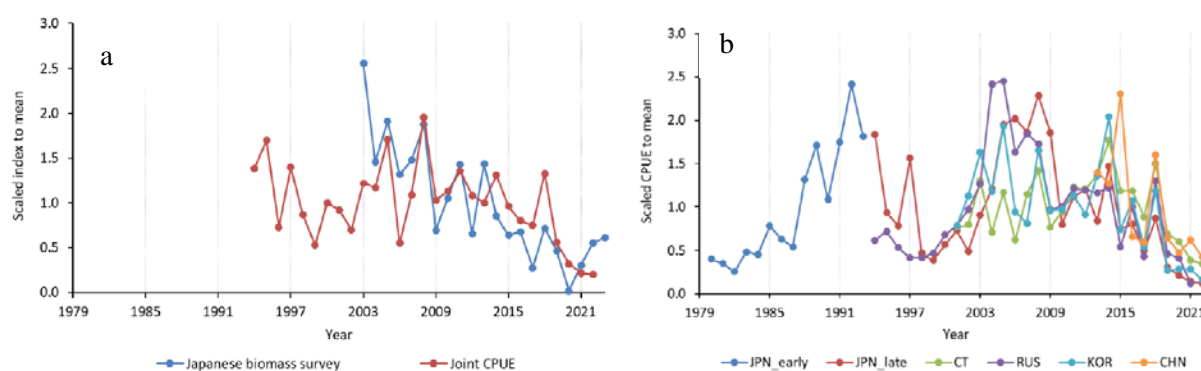 a
3.0
2.5
2.0
1.5
1.0
0.5
0.0
Scaled index to mean
1979 1985 1991 1997 2003 2009 2015 2021
Year
Japanese biomass survey Joint CPUE
b
3.0
2.5
2.0
1.5
1.0
0.5
0.0
Scaled CPUE to mean
1979 1985 1991 1997 2003 2009 2015 2021
Year
JPN_early JPN_late CT RUS KOR CHN